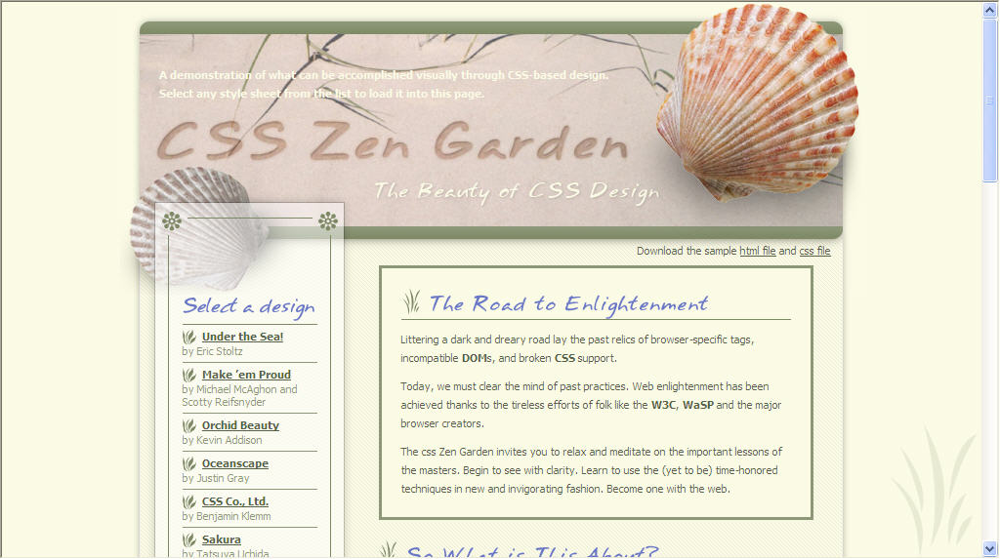 A demonstration of what can be accomplished visually through CSS-based design.
Select any style sheet from the list to load it into this page.
CSS Zen Garden
The Beauty of CSS Design
Download the sample html file and css file
Select a design
Under the Sea!
by Eric Stoltz
Make 'em Proud
by Michael McAghon and
Scotty Reifsnyder
Orchid Beauty
by Kevin Addison
Oceanscape
by Justin Gray
CSS Co., Ltd.
by Benjamin Klemm
Sakura
by Tatsuya Uchida
The Road to Enlightenment
Littering a dark and dreary road lay the past relics of browser-specific tags,
incompatible DOMs, and broken CSS support.
Today, we must clear the mind of past practices. Web enlightenment has been
achieved thanks to the tireless efforts of folk like the W3C, WaSP and the major
browser creators.
The css Zen Garden invites you to relax and meditate on the important lessons of
the masters. Begin to see with clarity. Learn to use the (yet to be) time-honored
techniques in new and invigorating fashion. Become one with the web.
So What is This About?